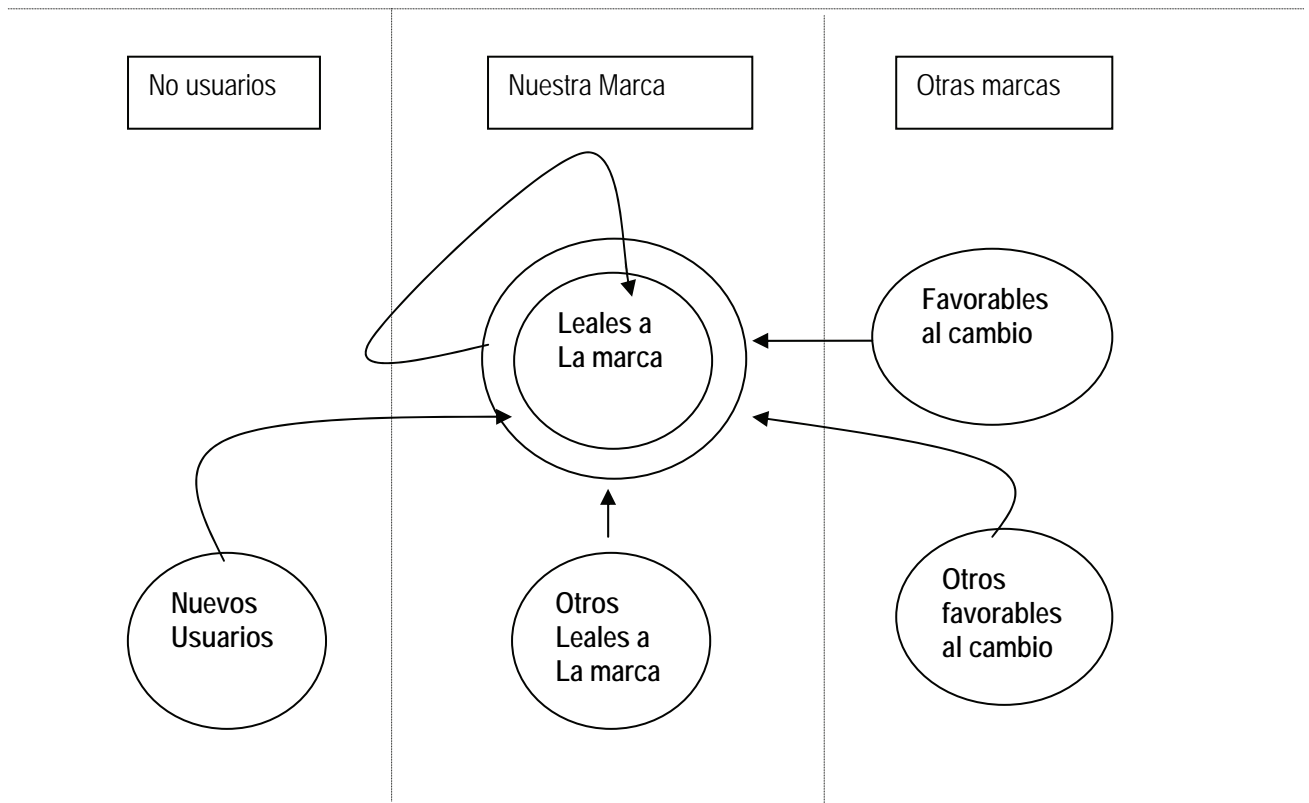 No usuarios
Nuestra Marca
Otras marcas
Leales a
La marca
Favorables
al cambio
Nuevos
Usuarios
Otros
Leales a
La marca
Otros
favorables
al cambio